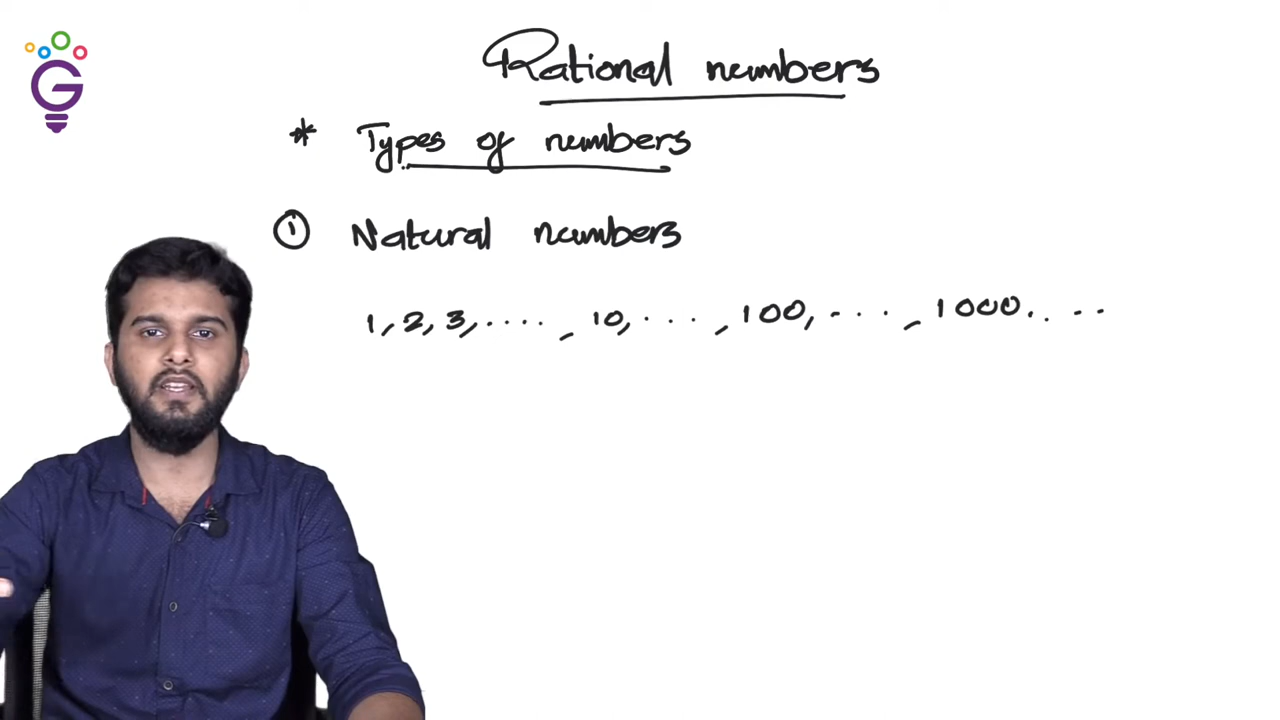 Rational numbers
* Types of numbers
① Natural numbers
1, 2, 3, ...., 10, ..., 100, ..., 1000.....
G